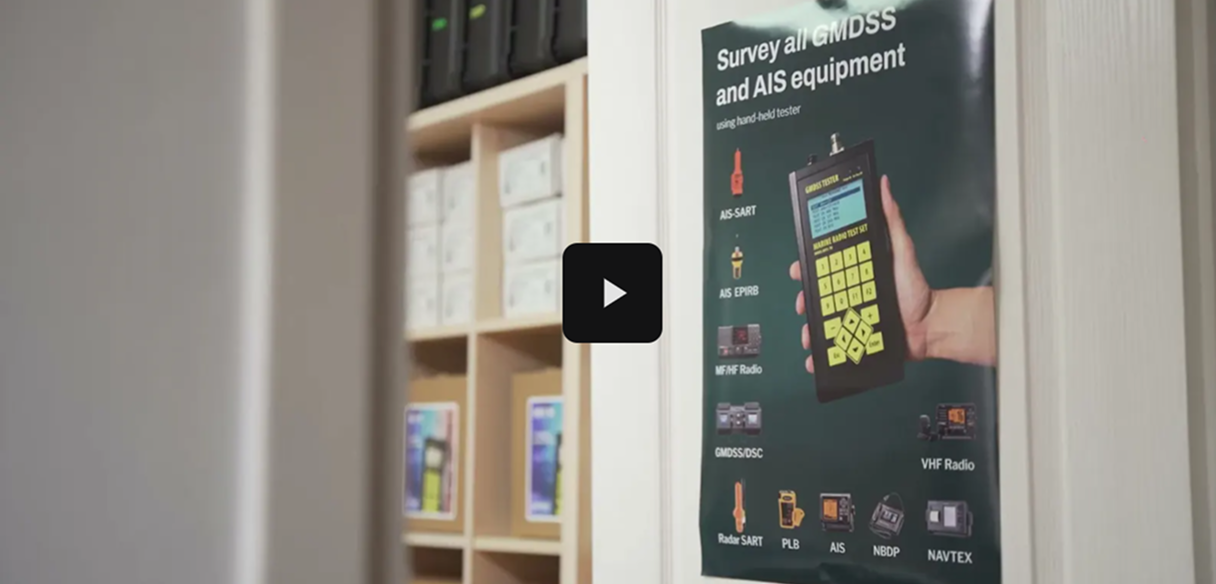 Survey all GMDSS
and AIS equipment
using hand-held tester
AIS-SART
GMDSS TESTER
MARINE RADIO TEST SET
AIS EPIRB
MF/HF Radio
GMDSS/DSC
VHF Radio
Radar SART
PLB
AIS
NBDP
NAVTEX